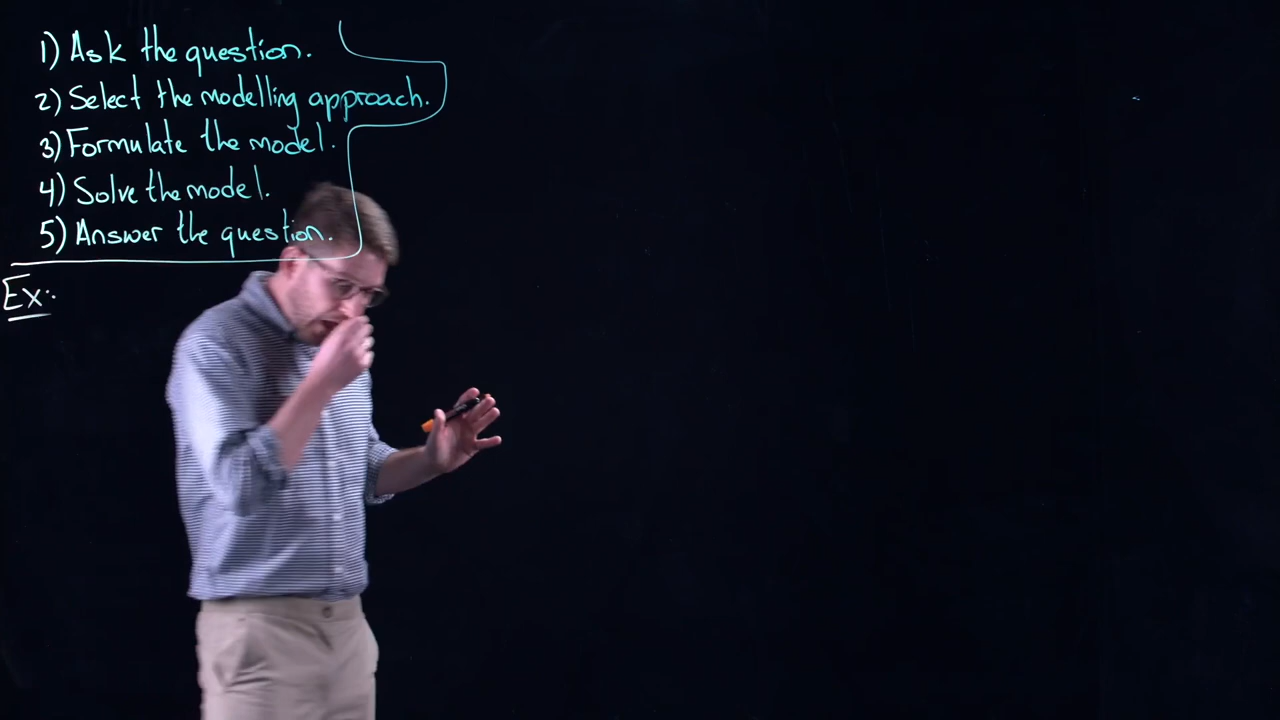 1) Ask the question.
2) Select the modelling approach.
3) Formulate the model.
4) Solve the model.
5) Answer the question.
Ex: